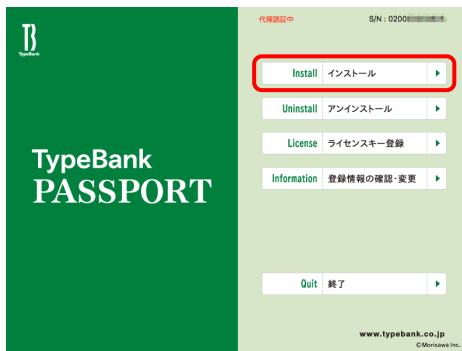 代理認証中
S/N : 0200
TB
TypeBank
Install インストール
Uninstall アンインストール
License ライセンスキー登録
Information 登録情報の確認・変更
TypeBank
PASSPORT
Quit 終了
www.typebank.co.jp
©Morisawa Inc.